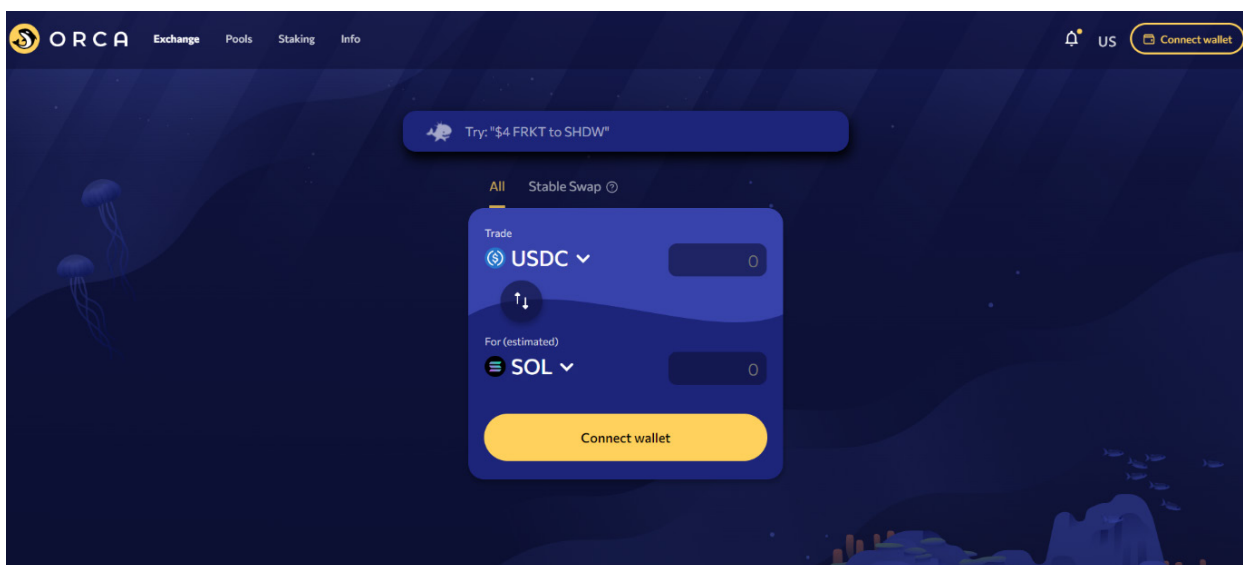 ORCA Exchange Pools Staking Info US Connect wallet
Try: "$4 FRKT to SHDW"
All Stable Swap
Trade
USDC 0
For (estimated)
SOL 0
Connect wallet